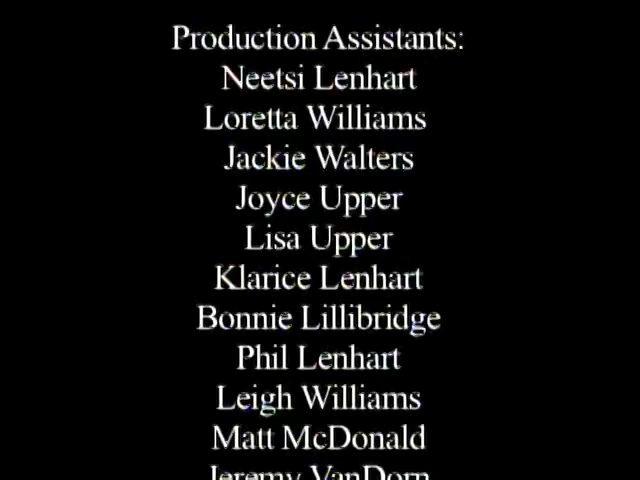 Production Assistants:
Neetsi Lenhart
Loretta Williams
Jackie Walters
Joyce Upper
Lisa Upper
Klarice Lenhart
Bonnie Lillibridge
Phil Lenhart
Leigh Williams
Matt McDonald
Jeremy VanDorn